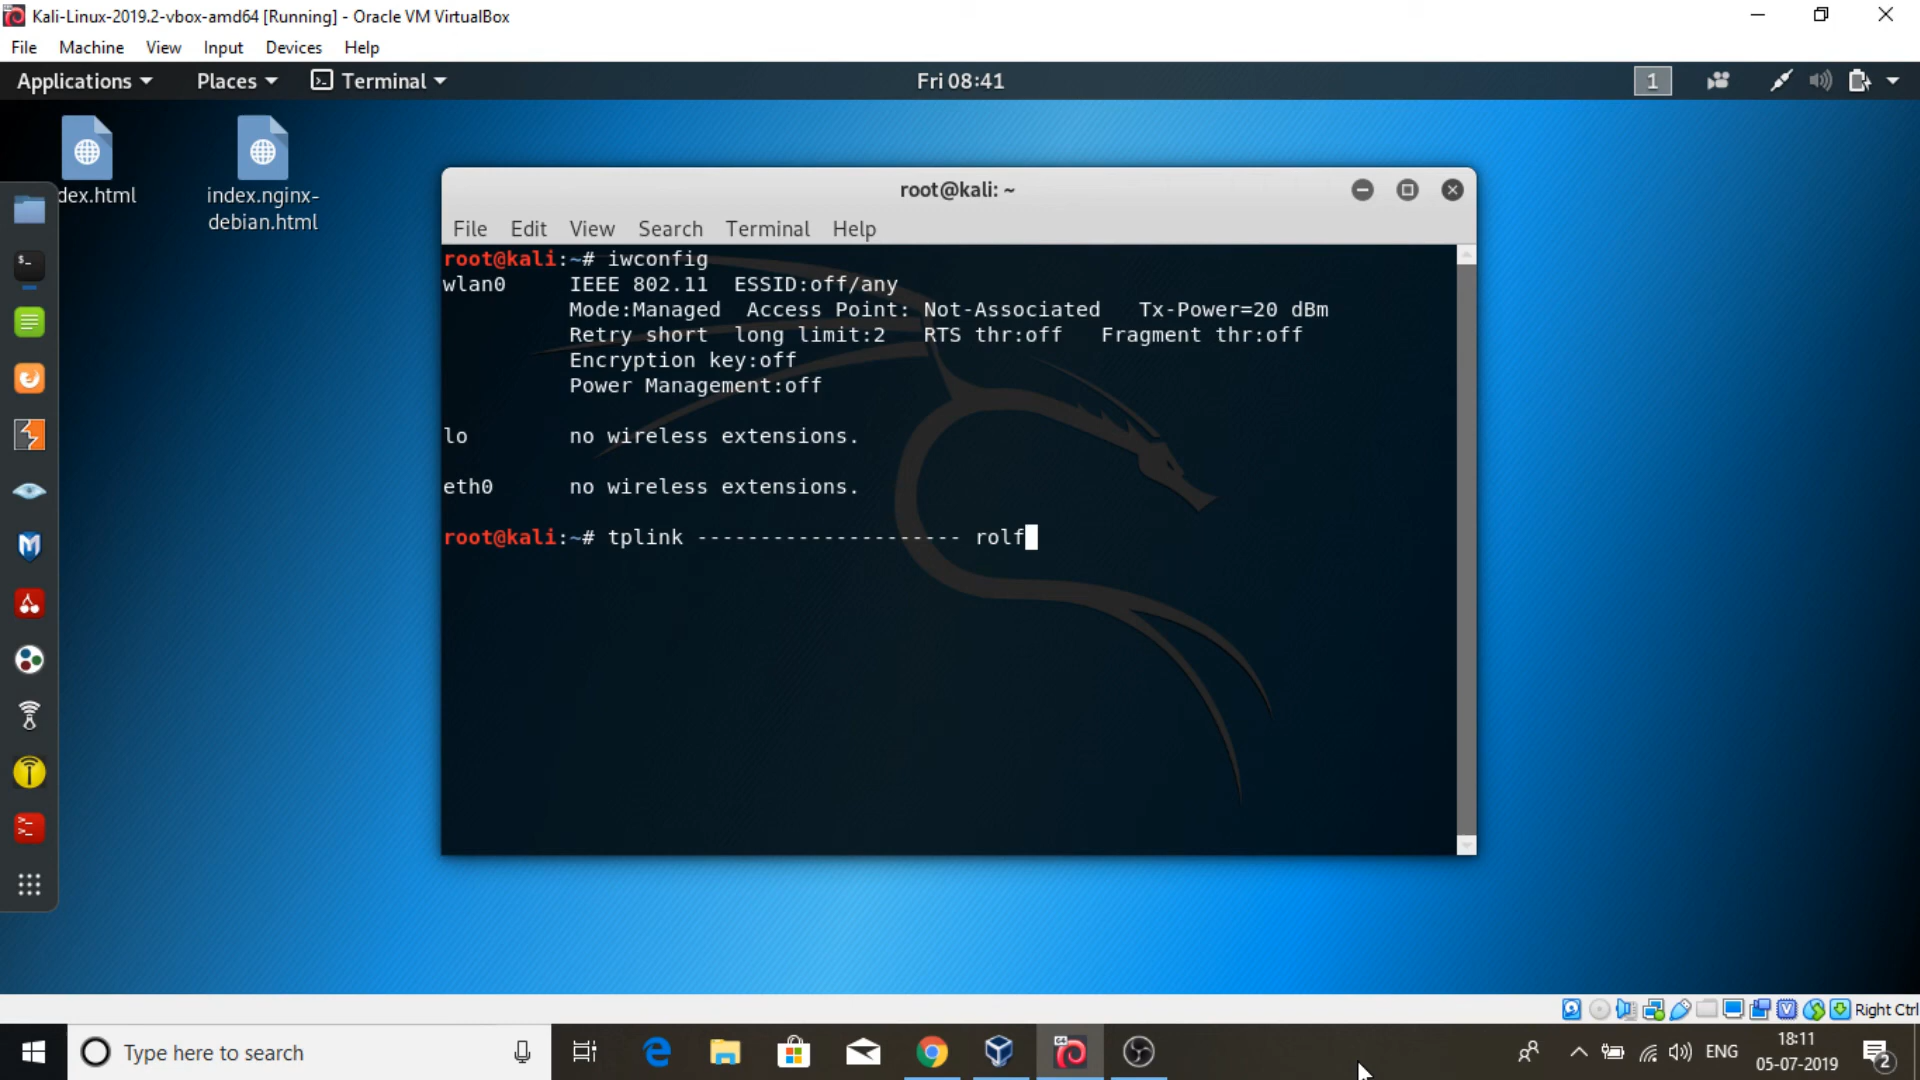 Kali-Linux-2019.2-vbox-amd64 [Running] - Oracle VM VirtualBox
File Machine View Input Devices Help
Applications Places Terminal Fri 08:41 1
dex.html
index.nginx-
debian.html
root@kali: ~
File Edit View Search Terminal Help
root@kali:~# iwconfig
wlan0 IEEE 802.11 ESSID:off/any
Mode:Managed Access Point: Not-Associated Tx-Power=20 dBm
Retry short long limit:2 RTS thr:off Fragment thr:off
Encryption key:off
Power Management:off
lo no wireless extensions.
eth0 no wireless extensions.
root@kali:~# tplink --------------------- rolf
Right Ctrl
Type here to search
ENG
18:11
05-07-2019
2